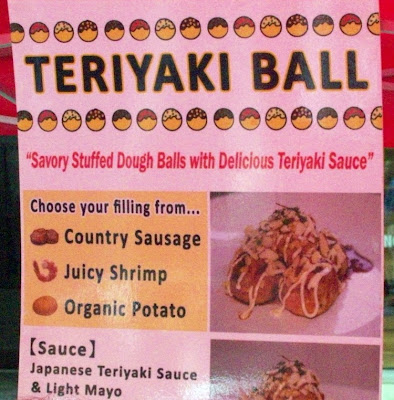 TERIYAKI BALL
"Savory Stuffed Dough Balls with Delicious Teriyaki Sauce"
Choose your filling from...
Country Sausage
Juicy Shrimp
Organic Potato
【Sauce】
Japanese Teriyaki Sauce
& Light Mayo